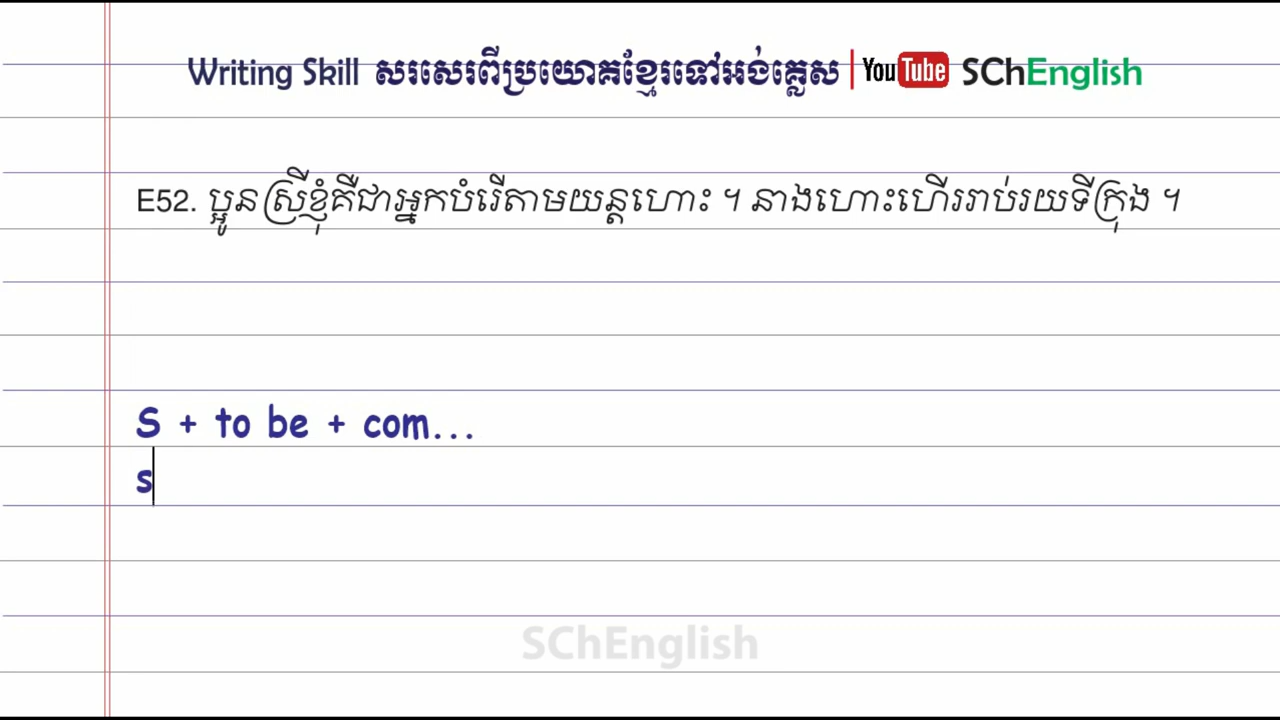 Writing Skill សរសេរពីប្រយោគខ្មែរទៅអង់គ្លេស | YouTube SChEnglish
E52. ប្អូនស្រីខ្ញុំគឺជាអ្នកបំរើតាមយន្តហោះ ។ នាងហោះហើររាប់រយទីក្រុង ។
S + to be + com...
s
SChEnglish